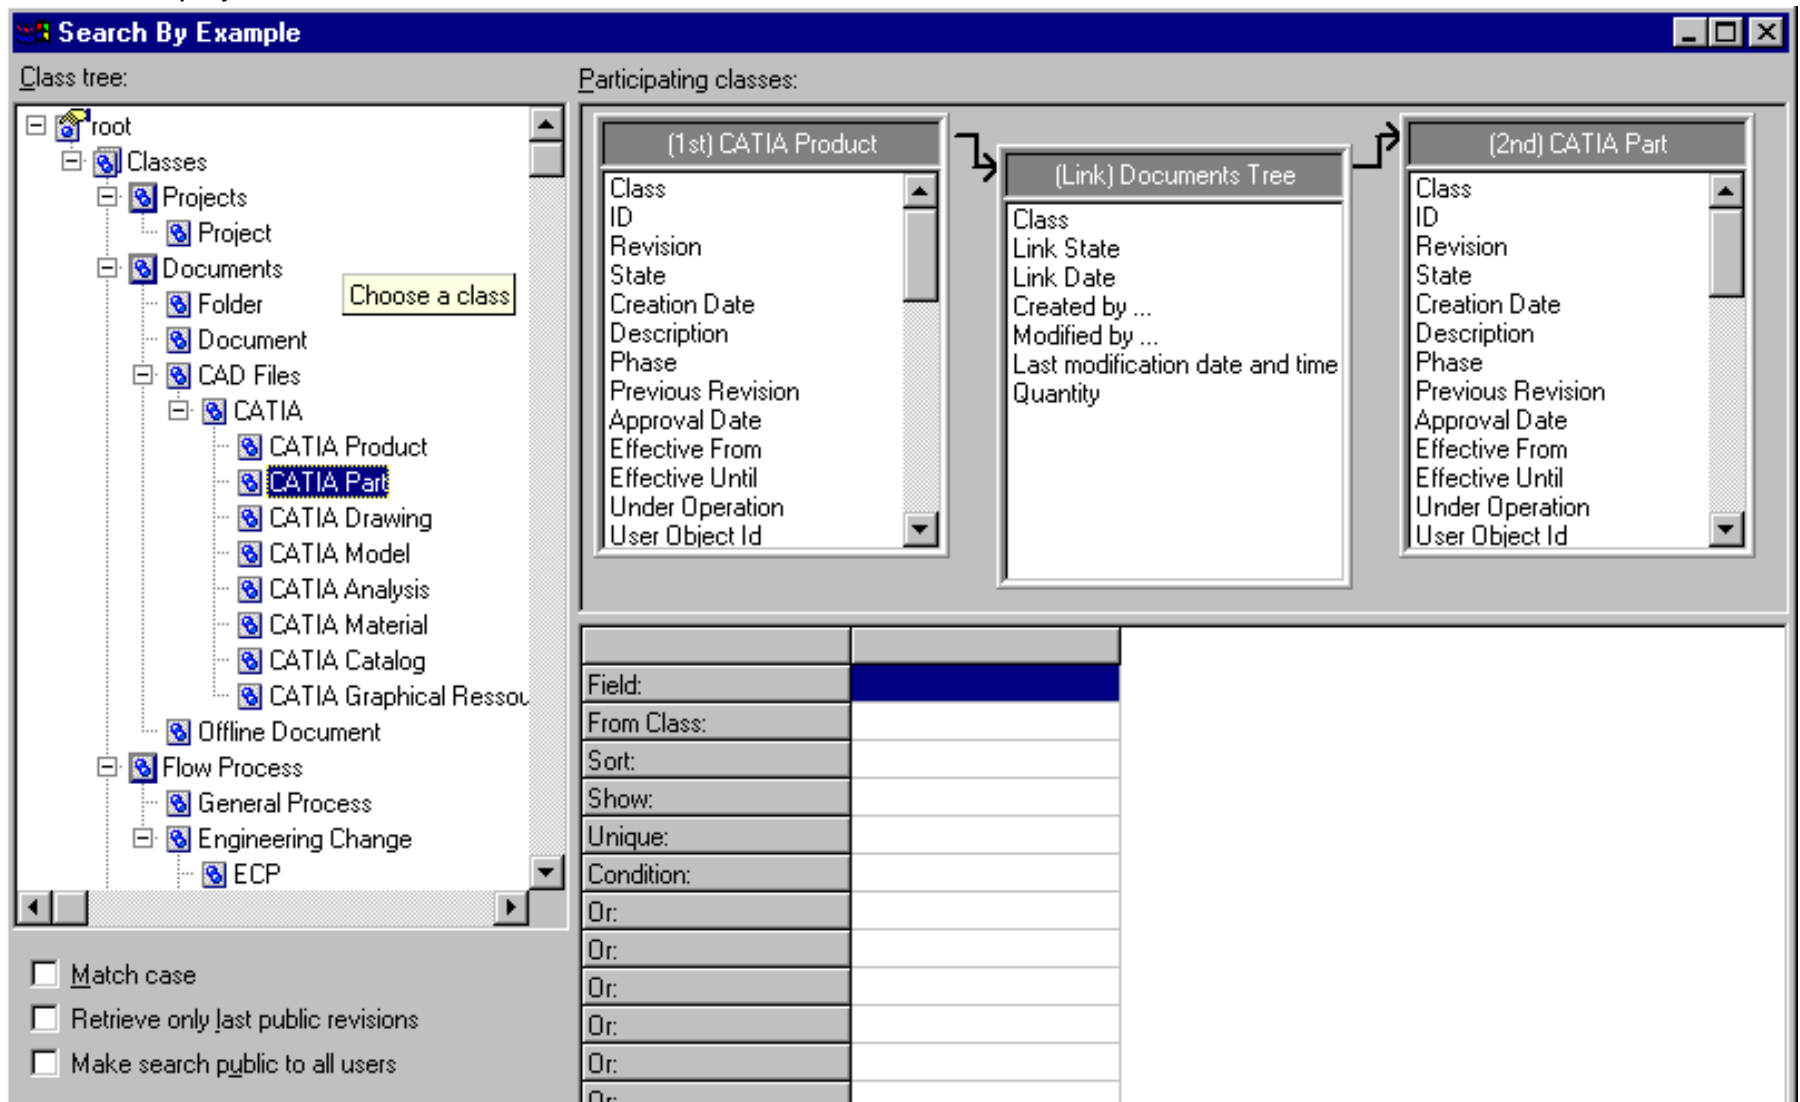 Search By Example
Class tree:
root
Classes
Projects
Project
Documents
Choose a class
Folder
Document
CAD Files
CATIA
CATIA Product
CATIA Part
CATIA Drawing
CATIA Model
CATIA Analysis
CATIA Material
CATIA Catalog
CATIA Graphical Ressou
Offline Document
Flow Process
General Process
Engineering Change
ECP
Match case
Retrieve only last public revisions
Make search public to all users
Participating classes:
(1st) CATIA Product
Class
ID
Revision
State
Creation Date
Description
Phase
Previous Revision
Approval Date
Effective From
Effective Until
Under Operation
User Object Id
(Link) Documents Tree
Class
Link State
Link Date
Created by ...
Modified by ...
Last modification date and time
Quantity
(2nd) CATIA Part
Class
ID
Revision
State
Creation Date
Description
Phase
Previous Revision
Approval Date
Effective From
Effective Until
Under Operation
User Object Id
Field:
From Class:
Sort:
Show:
Unique:
Condition:
Or:
Or:
Or:
Or:
Or:
Or: